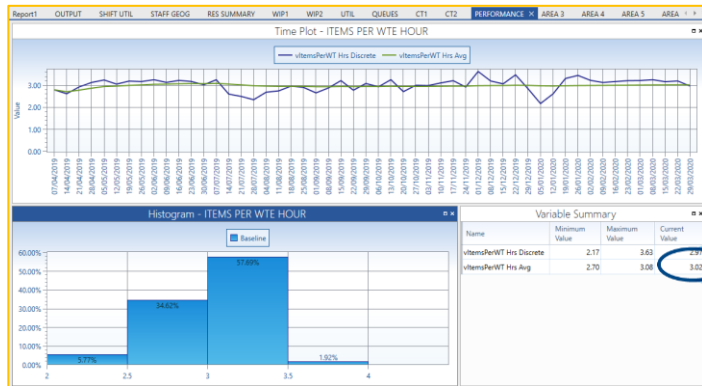 Report1 OUTPUT SHIFT UTIL STAFF GEOG RES SUMMARY WIP1 WIP2 UTIL QUEUES CT1 CT2 PERFORMANCE × AREA 3 AREA 4 AREA 5 AREA
Time Plot - ITEMS PER WTE HOUR
vItemsPerWT Hrs Discrete vItemsPerWT Hrs Avg
Value
3.00
2.00
1.00
0.00
07/04/2019 14/04/2019 21/04/2019 28/04/2019 05/05/2019 12/05/2019 19/05/2019 26/05/2019 02/06/2019 09/06/2019 16/06/2019 23/06/2019 30/06/2019 07/07/2019 14/07/2019 21/07/2019 28/07/2019 04/08/2019 11/08/2019 18/08/2019 25/08/2019 01/09/2019 08/09/2019 15/09/2019 22/09/2019 29/09/2019 06/10/2019 13/10/2019 20/10/2019 27/10/2019 03/11/2019 10/11/2019 17/11/2019 24/11/2019 01/12/2019 08/12/2019 15/12/2019 22/12/2019 29/12/2019 05/01/2020 12/01/2020 19/01/2020 26/01/2020 02/02/2020 09/02/2020 16/02/2020 23/02/2020 01/03/2020 08/03/2020 15/03/2020 22/03/2020 29/03/2020
Histogram - ITEMS PER WTE HOUR
Baseline
60.00%
50.00%
40.00%
30.00%
20.00%
10.00%
0.00%
57.69%
34.62%
5.77%
1.92%
2 2.5 3 3.5 4
Variable Summary
Name Minimum Value Maximum Value Current Value
vItemsPerWT Hrs Discrete 2.17 3.63 2.97
vItemsPerWT Hrs Avg 2.70 3.08 3.02